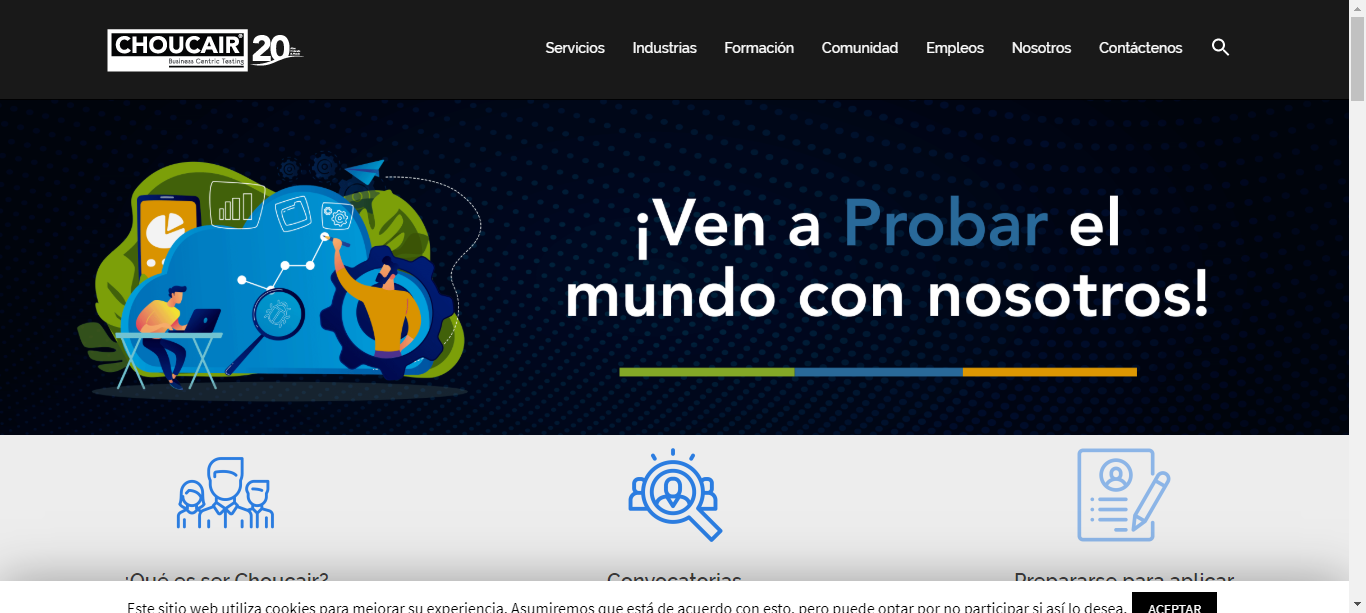 CHOUCAIR®
Business Centric Testing
20
Servicios Industrias Formación Comunidad Empleos Nosotros Contáctenos
¡Ven a Probar el
mundo con nosotros!
¿Qué es ser Choucair?
Convocatorias
Prepararse para aplicar
Este sitio web utiliza cookies para mejorar su experiencia. Asumiremos que está de acuerdo con esto, pero puede optar por no participar si así lo desea.
ACEPTAR